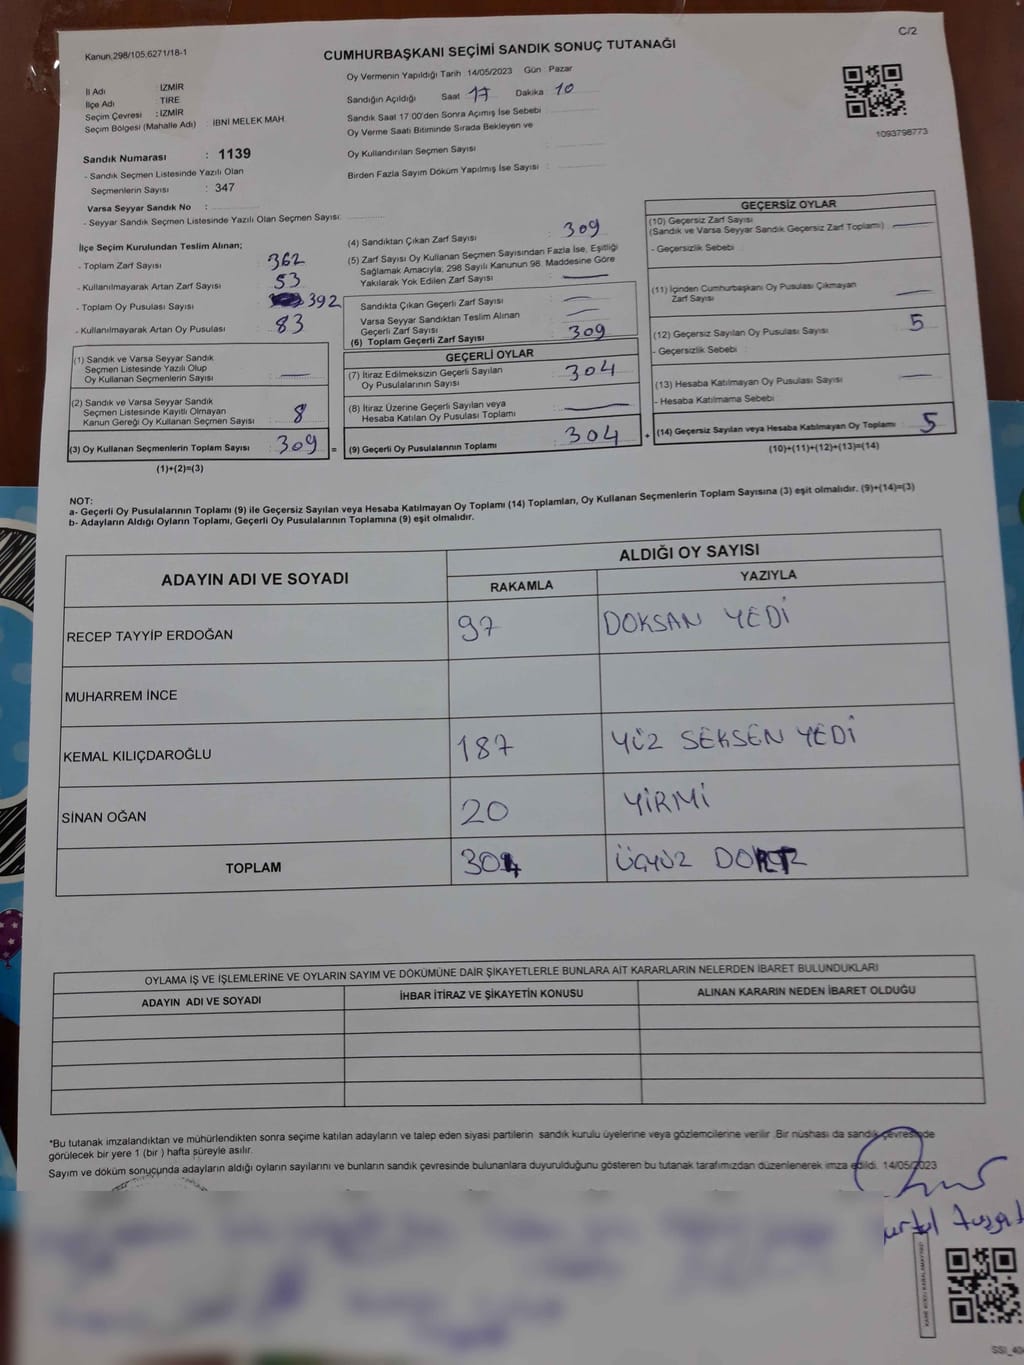 Kanun,298/105,6271/18-1
C/2
CUMHURBAŞKANI SEÇİMİ SANDIK SONUÇ TUTANAĞI
İl Adı : İZMİR
İlçe Adı : TİRE
Seçim Çevresi : İZMİR
Seçim Bölgesi (Mahalle Adı) : İBNİ MELEK MAH.
Sandık Numarası : 1139
- Sandık Seçmen Listesinde Yazılı Olan
Seçmenlerin Sayısı : 347
Varsa Seyyar Sandık No :
- Seyyar Sandık Seçmen Listesinde Yazılı Olan Seçmen Sayısı:
Oy Vermenin Yapıldığı Tarih :14/05/2023 Gün : Pazar
Sandığın Açıldığı Saat 17 Dakika 10
Sandık Saat 17:00'den Sonra Açımış İse Sebebi
Oy Verme Saati Bitiminde Sırada Bekleyen ve
Oy Kullandırılan Seçmen Sayısı :
Birden Fazla Sayım Döküm Yapılmış İse Sayısı :
1093798773
İlçe Seçim Kurulundan Teslim Alınan;
- Toplam Zarf Sayısı : 362
- Kullanılmayarak Artan Zarf Sayısı : 53
- Toplam Oy Pusulası Sayısı : 392
- Kullanılmayarak Artan Oy Pusulası : 83
(1) Sandık ve Varsa Seyyar Sandık
Seçmen Listesinde Yazılı Olup
Oy Kullanan Seçmenlerin Sayısı : —
(2) Sandık ve Varsa Seyyar Sandık
Seçmen Listesinde Kayıtlı Olmayan
Kanun Gereği Oy Kullanan Seçmen Sayısı : 8
(3) Oy Kullanan Seçmenlerin Toplam Sayısı : 309 =
(1)+(2)=(3)
(4) Sandıktan Çıkan Zarf Sayısı : 309
(5) Zarf Sayısı Oy Kullanan Seçmen Sayısından Fazla İse, Eşitliği
Sağlamak Amacıyla; 298 Sayılı Kanunun 98. Maddesine Göre
Yakılarak Yok Edilen Zarf Sayısı : —
Sandıkta Çıkan Geçerli Zarf Sayısı : —
Varsa Seyyar Sandıktan Teslim Alınan
Geçerli Zarf Sayısı : —
(6) Toplam Geçerli Zarf Sayısı : 309
GEÇERLİ OYLAR
(7) İtiraz Edilmeksizin Geçerli Sayılan
Oy Pusulalarının Sayısı : 304
(8) İtiraz Üzerine Geçerli Sayılan veya
Hesaba Katılan Oy Pusulası Toplamı : —
(9) Geçerli Oy Pusulalarının Toplamı : 304 +
GEÇERSİZ OYLAR
(10) Geçersiz Zarf Sayısı
(Sandık ve Varsa Seyyar Sandık Geçersiz Zarf Toplamı) : —
- Geçersizlik Sebebi :
(11) İçinden Cumhurbaşkanı Oy Pusulası Çıkmayan
Zarf Sayısı : —
(12) Geçersiz Sayılan Oy Pusulası Sayısı : 5
- Geçersizlik Sebebi :
(13) Hesaba Katılmayan Oy Pusulası Sayısı : —
- Hesaba Katılmama Sebebi :
(14) Geçersiz Sayılan veya Hesaba Katılmayan Oy Toplamı : 5
(10)+(11)+(12)+(13)=(14)
NOT:
a- Geçerli Oy Pusulalarının Toplamı (9) ile Geçersiz Sayılan veya Hesaba Katılmayan Oy Toplamı (14) Toplamları, Oy Kullanan Seçmenlerin Toplam Sayısına (3) eşit olmalıdır. (9)+(14)=(3)
b- Adayların Aldığı Oyların Toplamı, Geçerli Oy Pusulalarının Toplamına (9) eşit olmalıdır.
ADAYIN ADI VE SOYADI
ALDIĞI OY SAYISI
RAKAMLA YAZIYLA
RECEP TAYYİP ERDOĞAN 97 DOKSAN YEDİ
MUHARREM İNCE
KEMAL KILIÇDAROĞLU 187 YÜZ SEKSEN YEDİ
SİNAN OĞAN 20 YİRMİ
TOPLAM 304 ÜÇYÜZ DÖRT
OYLAMA İŞ VE İŞLEMLERİNE VE OYLARIN SAYIM VE DÖKÜMÜNE DAİR ŞİKAYETLERLE BUNLARA AİT KARARLARIN NELERDEN İBARET BULUNDUKLARI
ADAYIN ADI VE SOYADI İHBAR İTİRAZ VE ŞİKAYETİN KONUSU ALINAN KARARIN NEDEN İBARET OLDUĞU
*Bu tutanak imzalandıktan ve mühürlendikten sonra seçime katılan adayların ve talep eden siyasi partilerin sandık kurulu üyelerine veya gözlemcilerine verilir. Bir nüshası da sandık çevresinde
görülecek bir yere 1 (bir ) hafta süreyle asılır.
Sayım ve döküm sonucunda adayların aldığı oyların sayılarını ve bunların sandık çevresinde bulunanlara duyurulduğunu gösteren bu tutanak tarafımızdan düzenlenerek imza edildi. 14/05/2023